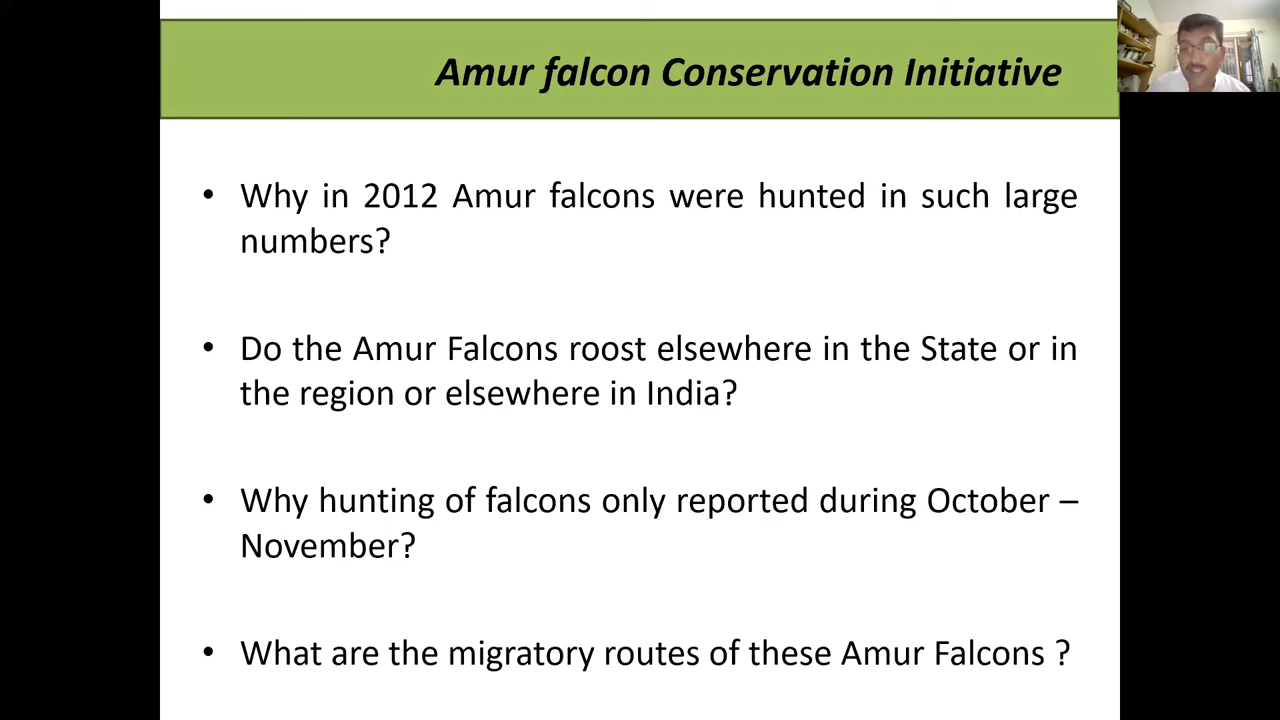 Amur falcon Conservation Initiative
• Why in 2012 Amur falcons were hunted in such large
numbers?
• Do the Amur Falcons roost elsewhere in the State or in
the region or elsewhere in India?
• Why hunting of falcons only reported during October –
November?
• What are the migratory routes of these Amur Falcons ?